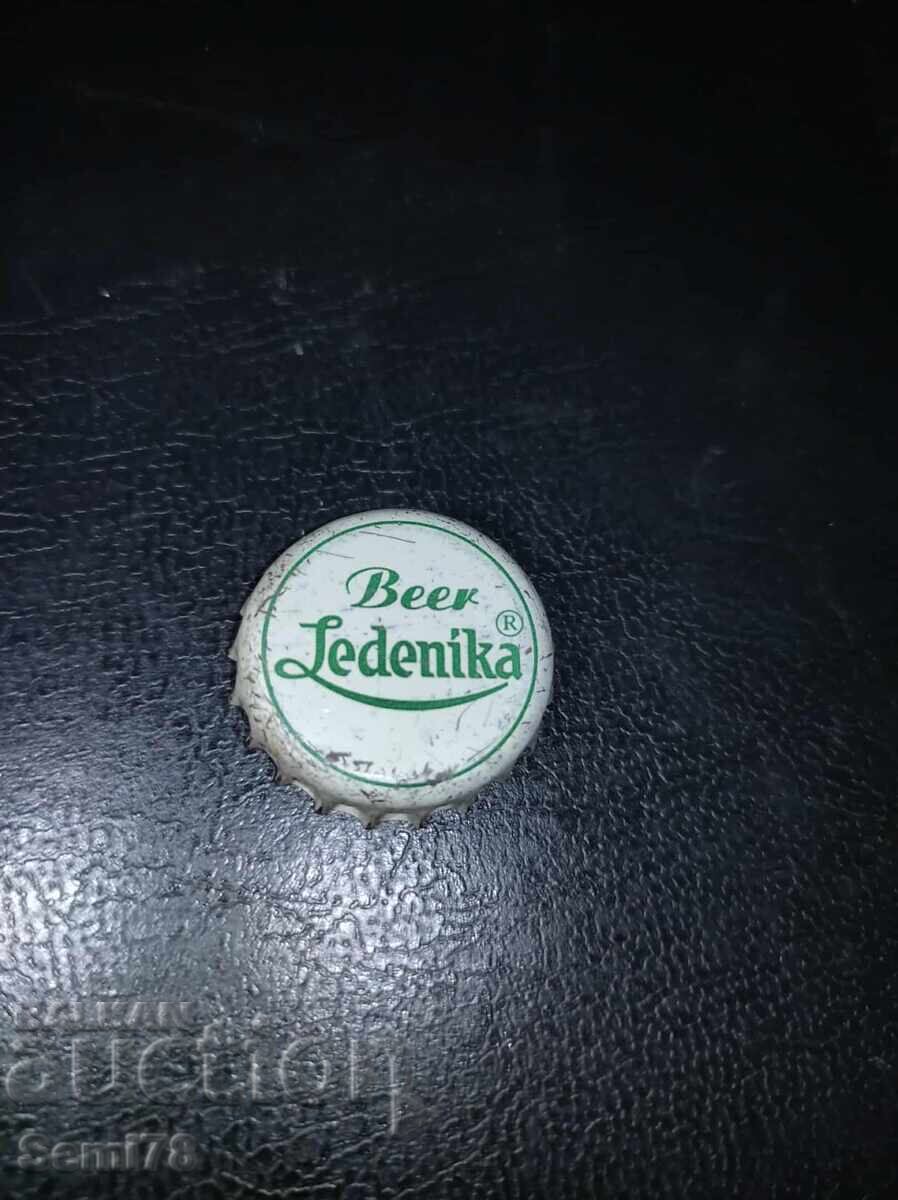 Beer
Ledenika ®
BALKAN
auction
Semi78